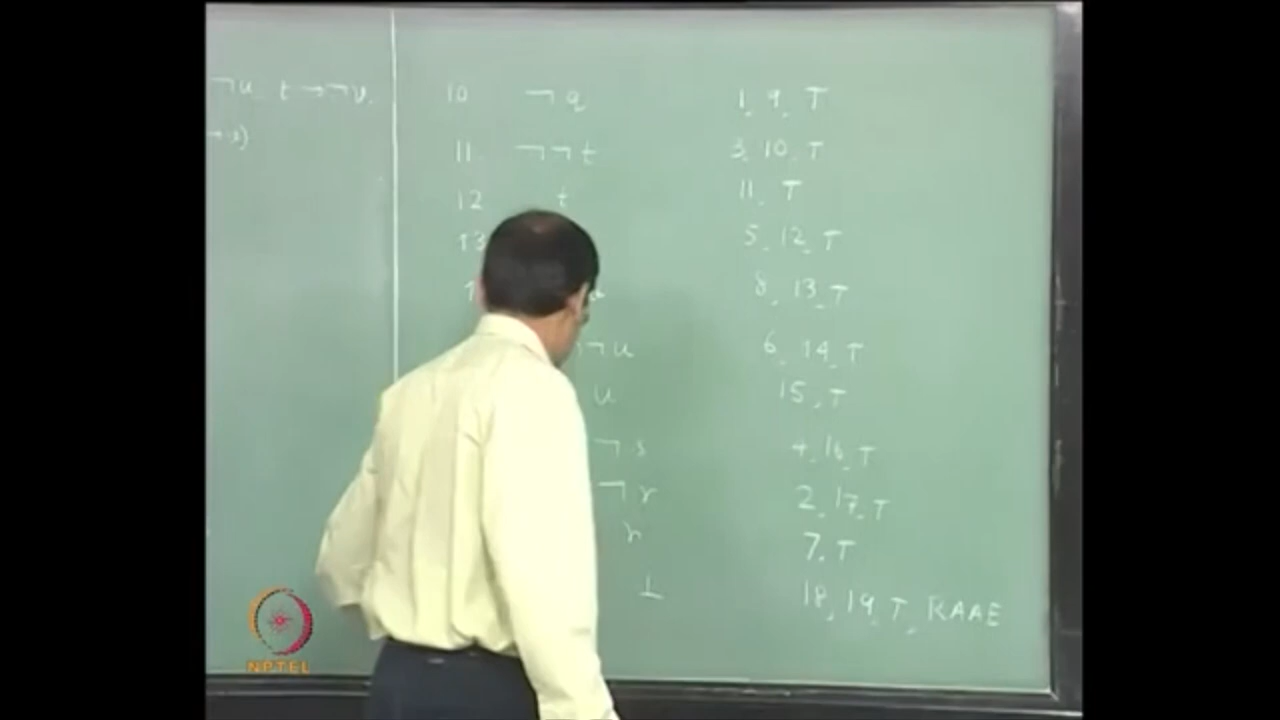 ¬u t → ¬v.
→ s)
10 ¬q 1, 9, T
11 ¬¬t 3, 10, T
12 t 11, T
13 5, 12, T
8, 13, T
¬u 6, 14, T
u 15, T
¬s 4, 16, T
¬r 2, 17, T
r 7, T
⊥ 18, 19, T, RAAE
NPTEL